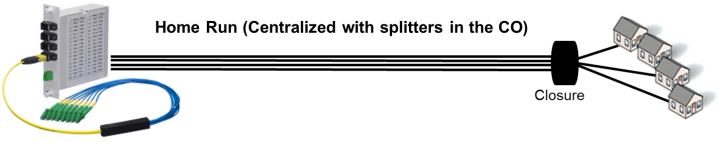 Home Run (Centralized with splitters in the CO)
Closure